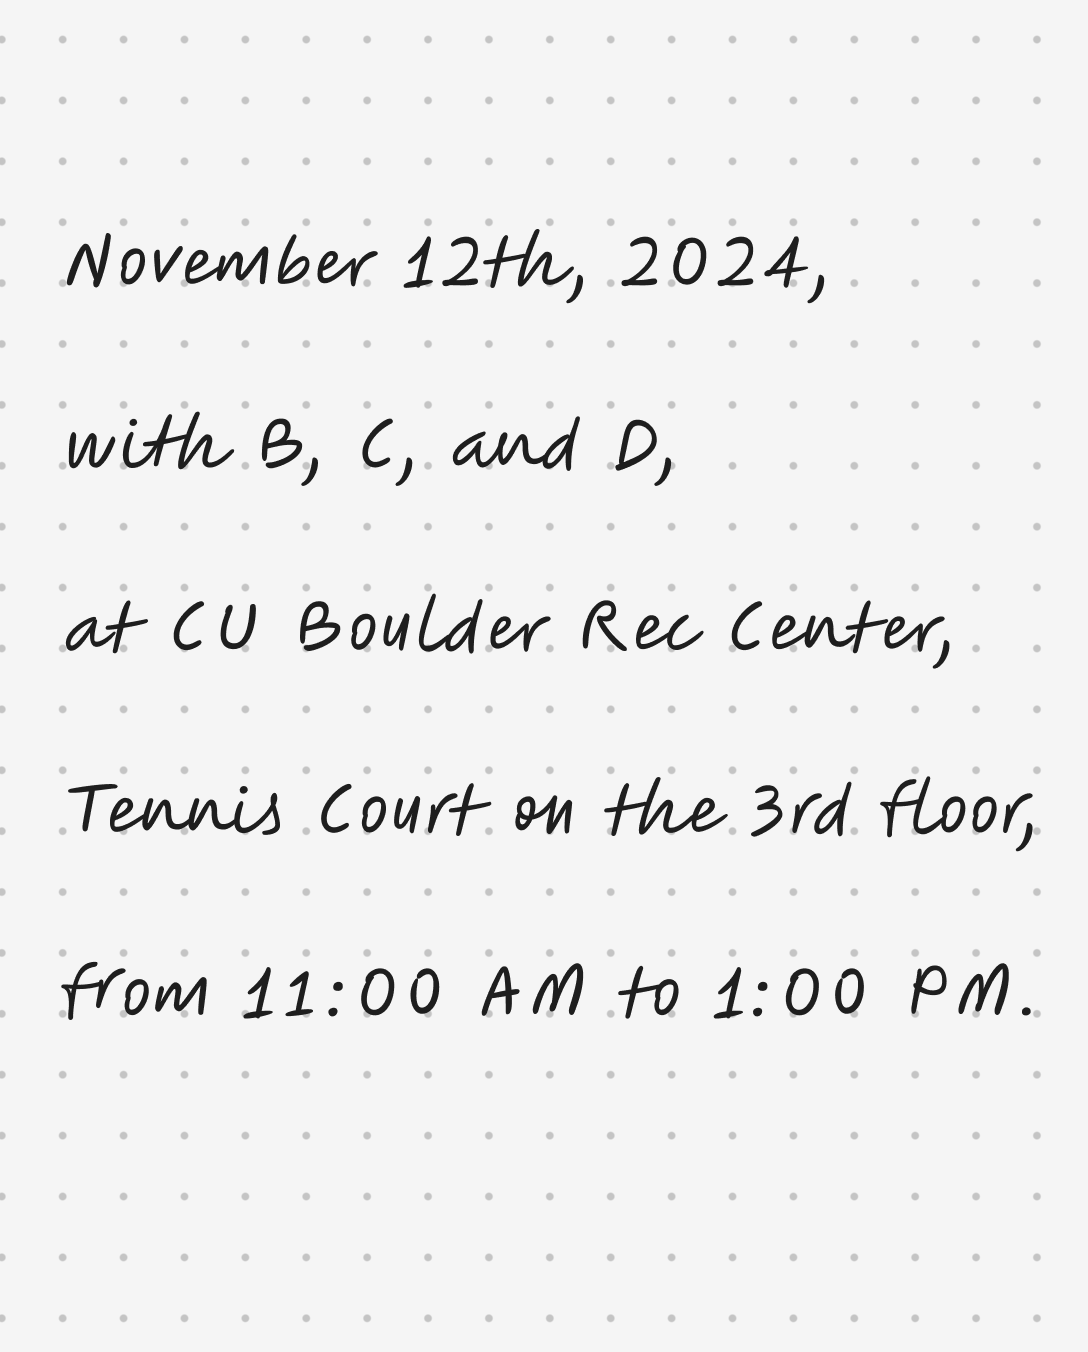 November 12th, 2024,
with B, C, and D,
at CU Boulder Rec Center,
Tennis Court on the 3rd floor,
from 11:00 AM to 1:00 PM.